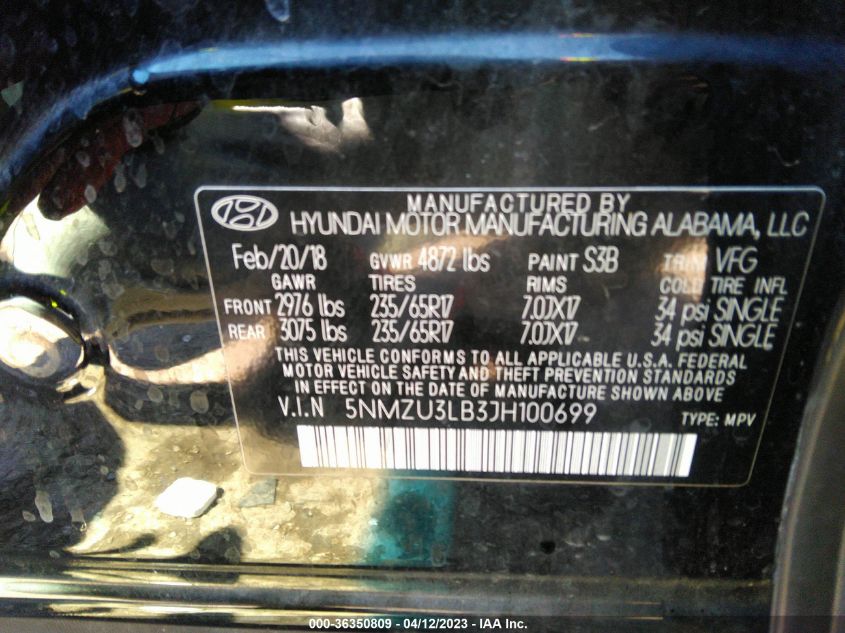 MANUFACTURED BY
HYUNDAI MOTOR MANUFACTURING ALABAMA, LLC
Feb/20/18 GVWR 4872 lbs PAINT S3B TRIM VFG
GAWR TIRES RIMS COLD TIRE INFL
FRONT 2976 lbs 235/65R17 7.0JX17 34 psi SINGLE
REAR 3075 lbs 235/65R17 7.0JX17 34 psi SINGLE
THIS VEHICLE CONFORMS TO ALL APPLICABLE U.S.A. FEDERAL
MOTOR VEHICLE SAFETY AND THEFT PREVENTION STANDARDS
IN EFFECT ON THE DATE OF MANUFACTURE SHOWN ABOVE
V.I.N 5NMZU3LB3JH100699 TYPE: MPV
000-36350809 - 04/12/2023 - IAA Inc.